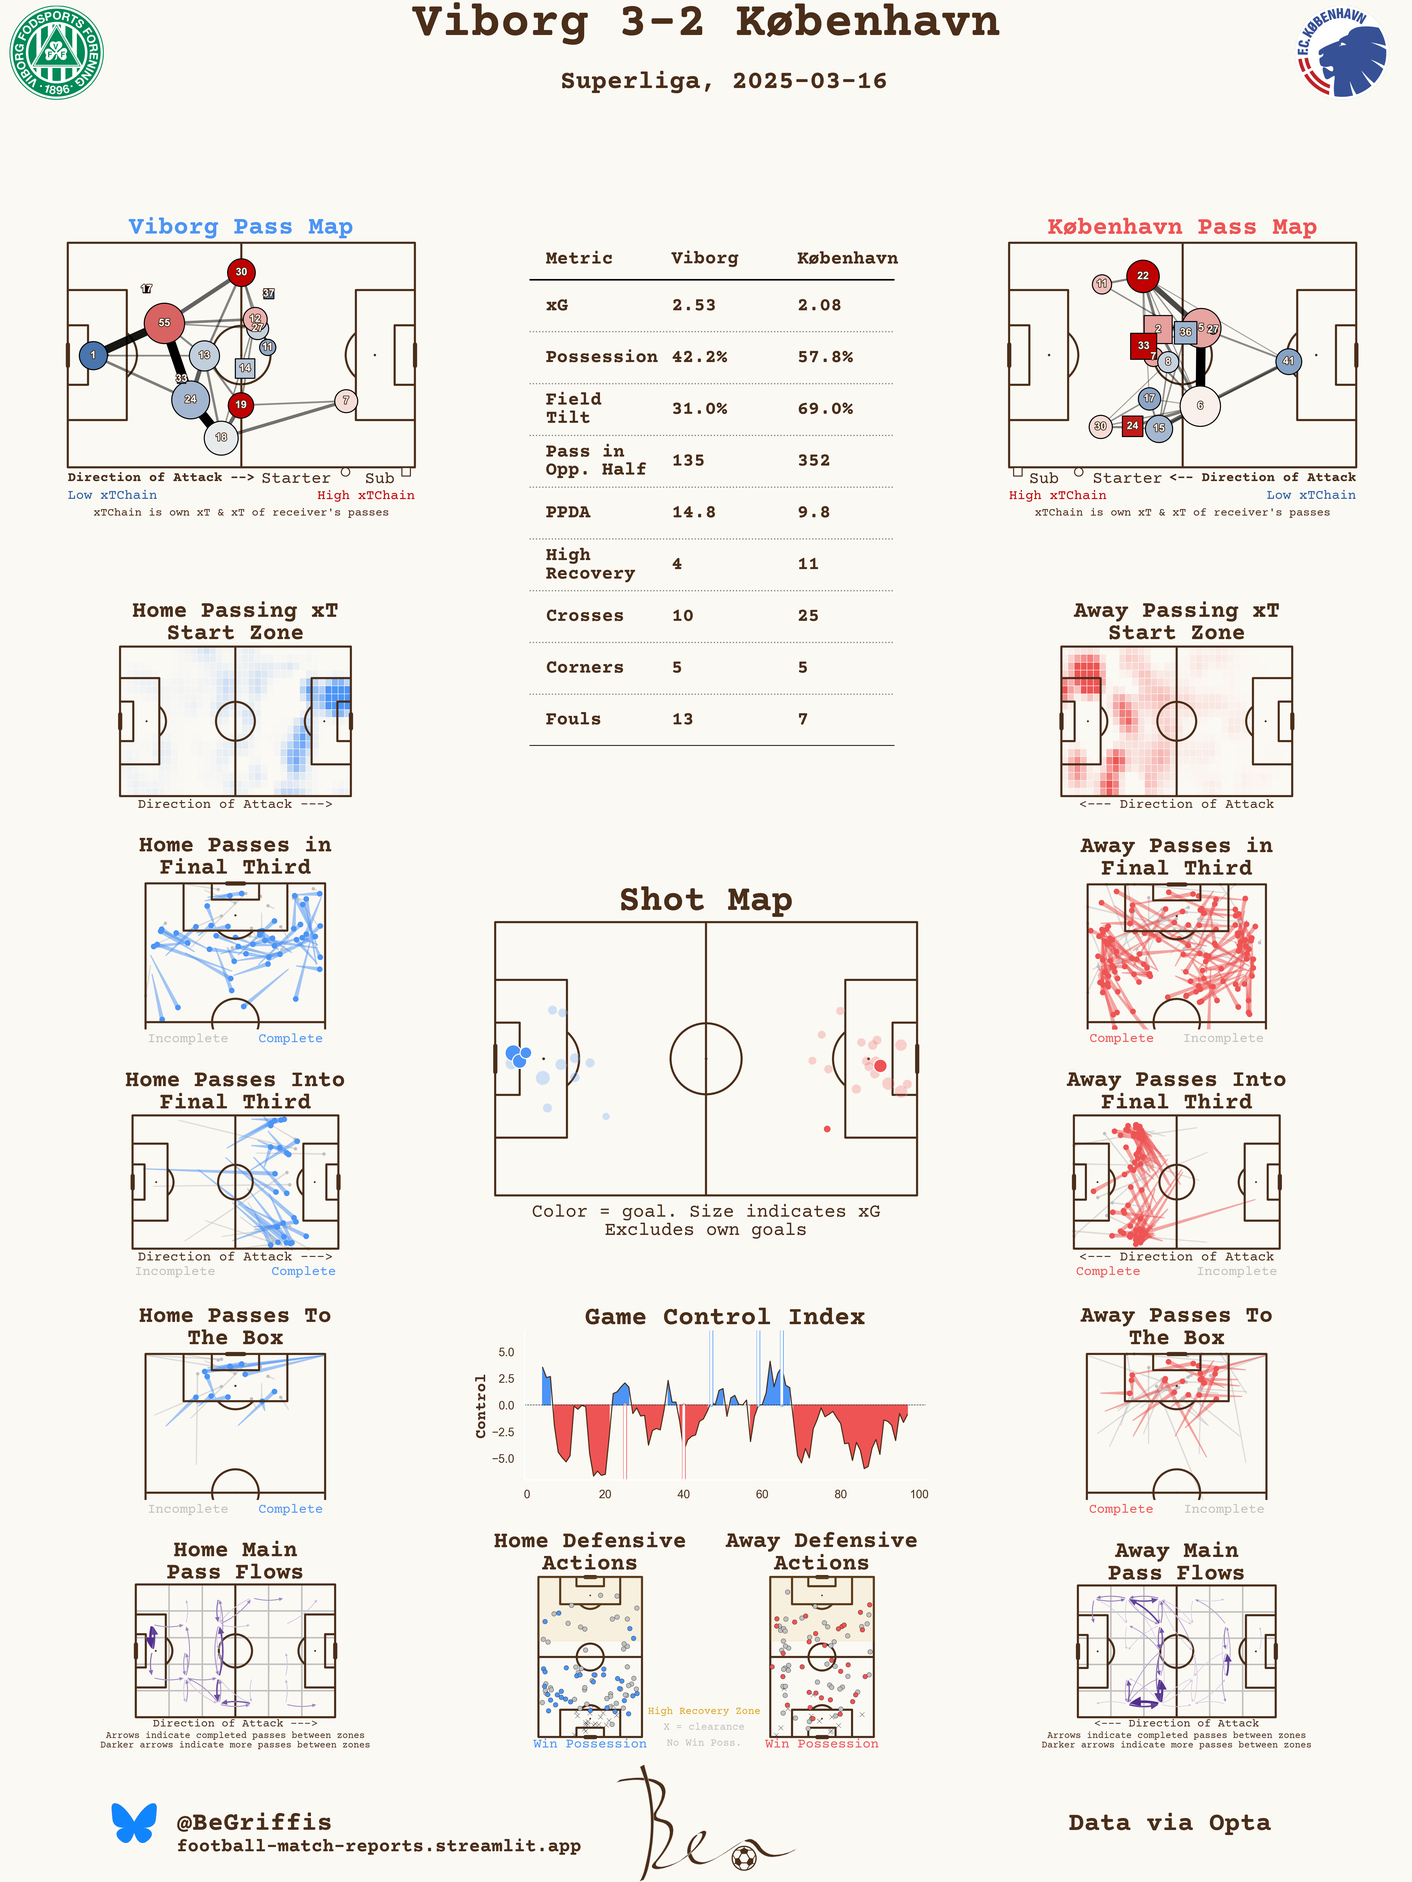 Viborg 3-2 København
Superliga, 2025-03-16
VIBORG FODSPORTS FORENING
·1896·
F.C.KØBENHAVN
Viborg Pass Map
30
17
37
55
12
27
11
1
13
14
33
24
19
7
18
Direction of Attack --> Starter Sub
Low xTChain High xTChain
xTChain is own xT & xT of receiver's passes
Metric Viborg København
xG 2.53 2.08
Possession 42.2% 57.8%
Field
Tilt 31.0% 69.0%
Pass in
Opp. Half 135 352
PPDA 14.8 9.8
High
Recovery 4 11
Crosses 10 25
Corners 5 5
Fouls 13 7
København Pass Map
22
11
2
36
5
27
33
7
8
41
17
6
30
24
15
Sub Starter <-- Direction of Attack
High xTChain Low xTChain
xTChain is own xT & xT of receiver's passes
Home Passing xT
Start Zone
Direction of Attack --->
Away Passing xT
Start Zone
<--- Direction of Attack
Home Passes in
Final Third
Incomplete Complete
Away Passes in
Final Third
Complete Incomplete
Shot Map
Color = goal. Size indicates xG
Excludes own goals
Home Passes Into
Final Third
Direction of Attack --->
Incomplete Complete
Away Passes Into
Final Third
<--- Direction of Attack
Complete Incomplete
Home Passes To
The Box
Incomplete Complete
Game Control Index
Control
5.0
2.5
0.0
−2.5
−5.0
0 20 40 60 80 100
Away Passes To
The Box
Complete Incomplete
Home Main
Pass Flows
Direction of Attack --->
Arrows indicate completed passes between zones
Darker arrows indicate more passes between zones
Home Defensive
Actions
Win Possession
High Recovery Zone
X = clearance
No Win Poss.
Away Defensive
Actions
Win Possession
Away Main
Pass Flows
<--- Direction of Attack
Arrows indicate completed passes between zones
Darker arrows indicate more passes between zones
@BeGriffis
football-match-reports.streamlit.app
Ben
Data via Opta